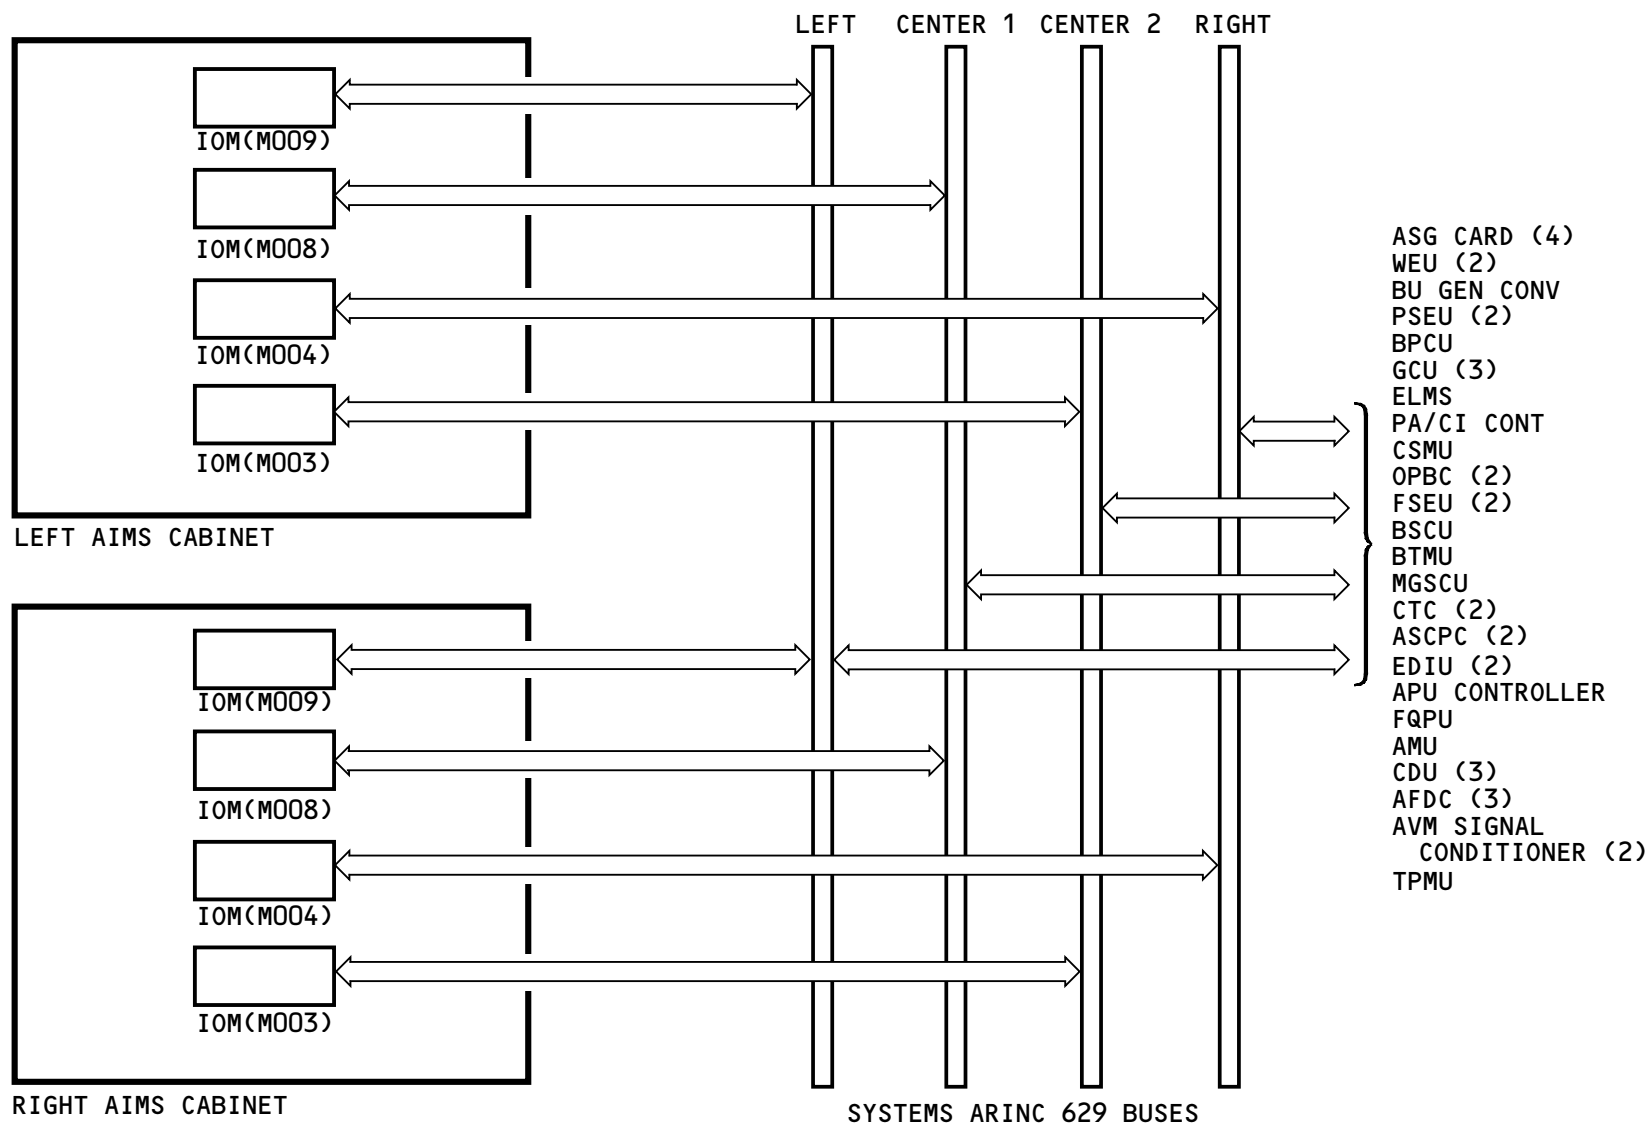 LEFT CENTER 1 CENTER 2 RIGHT
IOM(M009)
IOM(M008)
IOM(M004)
IOM(M003)
LEFT AIMS CABINET
IOM(M009)
IOM(M008)
IOM(M004)
IOM(M003)
RIGHT AIMS CABINET
SYSTEMS ARINC 629 BUSES
ASG CARD (4)
WEU (2)
BU GEN CONV
PSEU (2)
BPCU
GCU (3)
ELMS
PA/CI CONT
CSMU
OPBC (2)
FSEU (2)
BSCU
BTMU
MGSCU
CTC (2)
ASCPC (2)
EDIU (2)
APU CONTROLLER
FQPU
AMU
CDU (3)
AFDC (3)
AVM SIGNAL
CONDITIONER (2)
TPMU